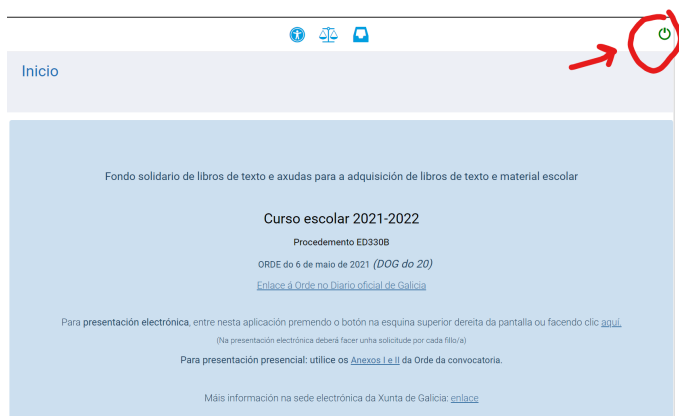 Inicio
Fondo solidario de libros de texto e axudas para a adquisición de libros de texto e material escolar
Curso escolar 2021-2022
Procedemento ED330B
ORDE do 6 de maio de 2021 (DOG do 20)
Enlace á Orde no Diario oficial de Galicia
Para presentación electrónica, entre nesta aplicación premendo o botón na esquina superior dereita da pantalla ou facendo clic aquí.
(Na presentación electrónica deberá facer unha solicitude por cada fillo/a)
Para presentación presencial: utilice os Anexos I e II da Orde da convocatoria.
Máis información na sede electrónica da Xunta de Galicia: enlace